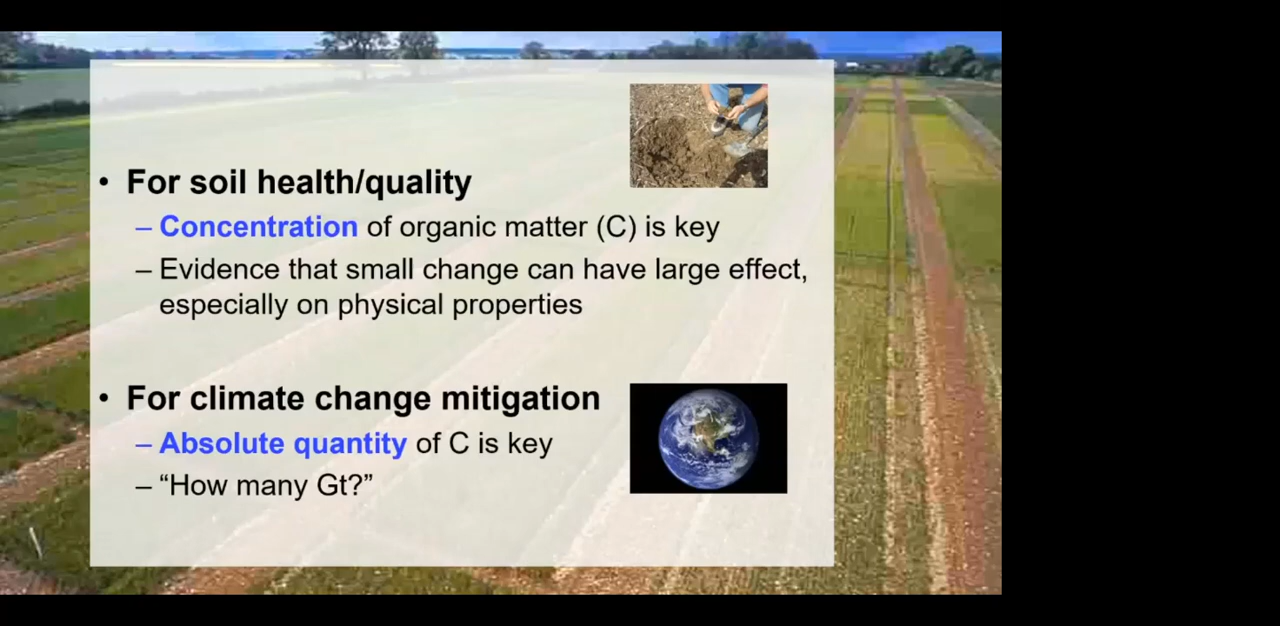 • For soil health/quality
– Concentration of organic matter (C) is key
– Evidence that small change can have large effect,
especially on physical properties
• For climate change mitigation
– Absolute quantity of C is key
– “How many Gt?”